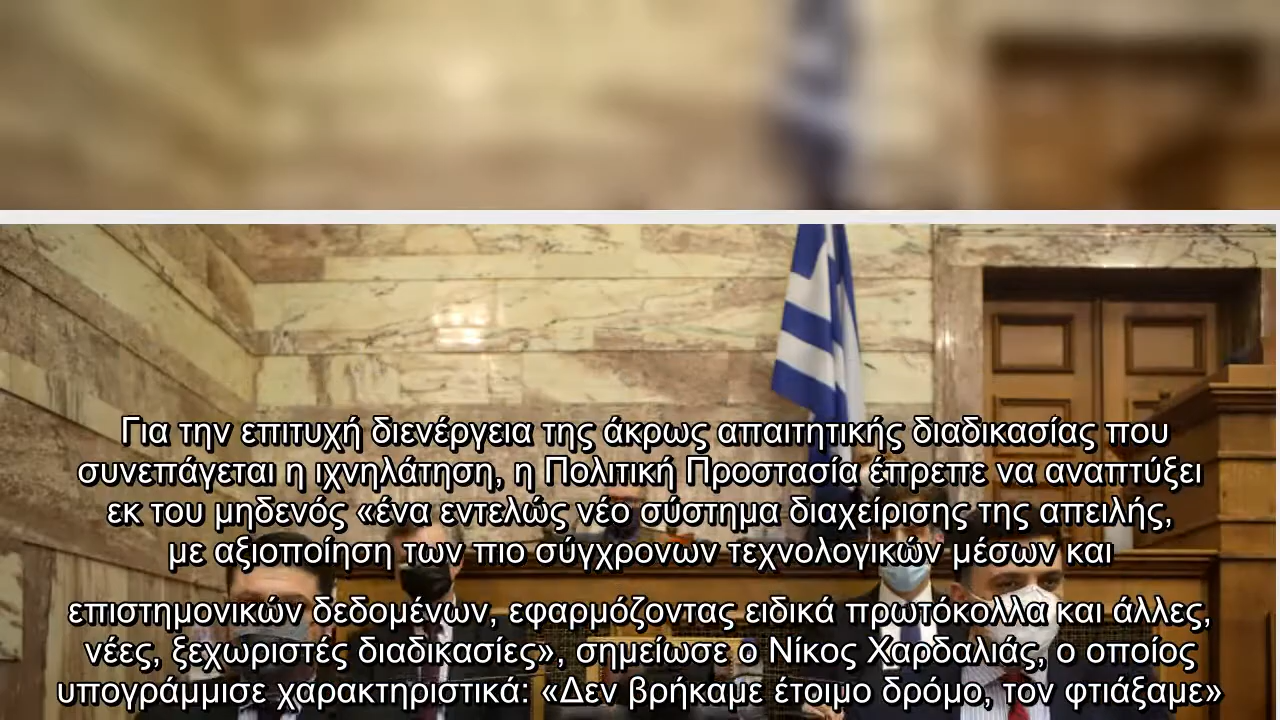 Για την επιτυχή διενέργεια της άκρως απαιτητικής διαδικασίας που
συνεπάγεται η ιχνηλάτηση, η Πολιτική Προστασία έπρεπε να αναπτύξει
εκ του μηδενός «ένα εντελώς νέο σύστημα διαχείρισης της απειλής,
με αξιοποίηση των πιο σύγχρονων τεχνολογικών μέσων και
επιστημονικών δεδομένων, εφαρμόζοντας ειδικά πρωτόκολλα και άλλες,
νέες, ξεχωριστές διαδικασίες», σημείωσε ο Νίκος Χαρδαλιάς, ο οποίος
υπογράμμισε χαρακτηριστικά: «Δεν βρήκαμε έτοιμο δρόμο, τον φτιάξαμε»